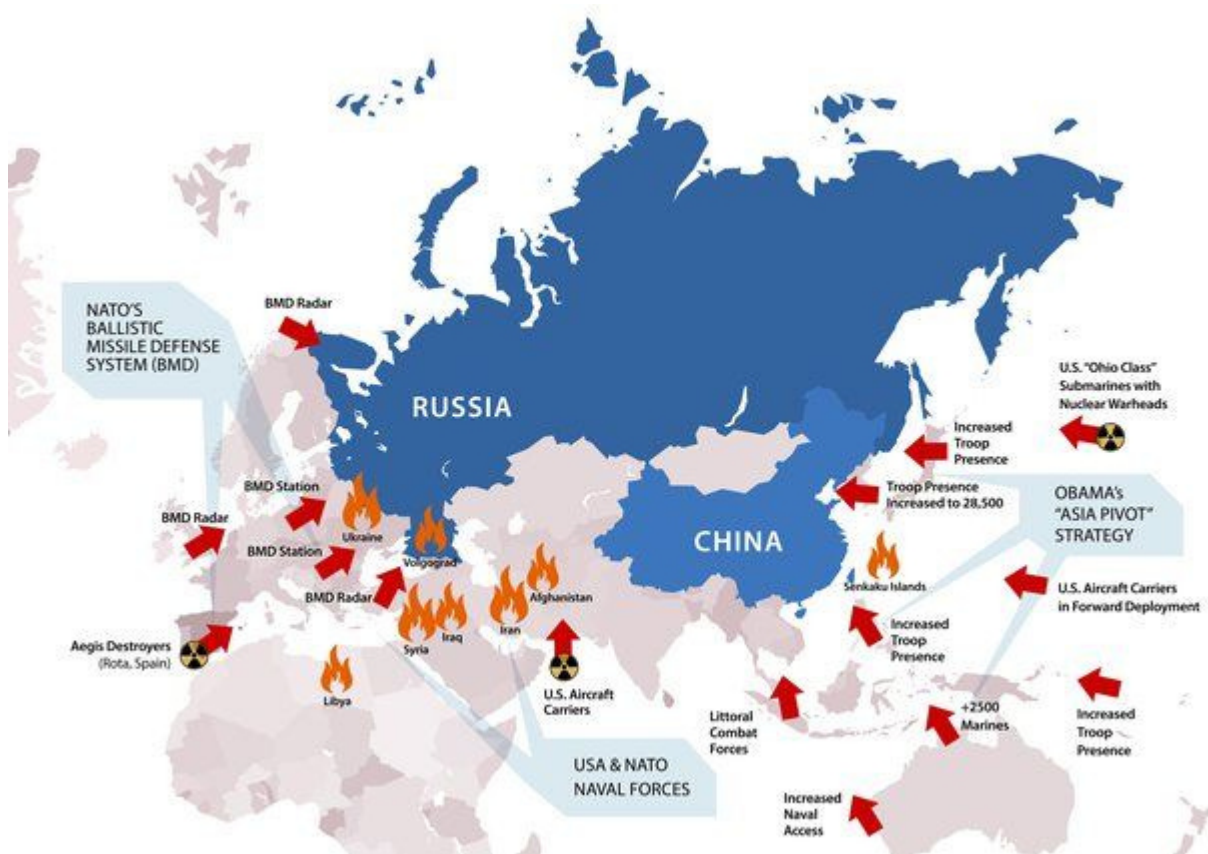 BMD Radar
NATO'S
BALLISTIC
MISSILE DEFENSE
SYSTEM (BMD)
RUSSIA
U.S. "Ohio Class"
Submarines with
Nuclear Warheads
Increased
Troop
Presence
BMD Station
Troop Presence
Increased to 28,500
OBAMA's
"ASIA PIVOT"
STRATEGY
BMD Radar
Ukraine
CHINA
BMD Station
Volgograd
BMD Radar
Afghanistan
Senkaku Islands
U.S. Aircraft Carriers
in Forward Deployment
Aegis Destroyers
(Rota, Spain)
Syria
Iraq
Iran
Increased
Troop
Presence
Libya
U.S. Aircraft
Carriers
Littoral
Combat
Forces
+2500
Marines
Increased
Troop
Presence
USA & NATO
NAVAL FORCES
Increased
Naval
Access